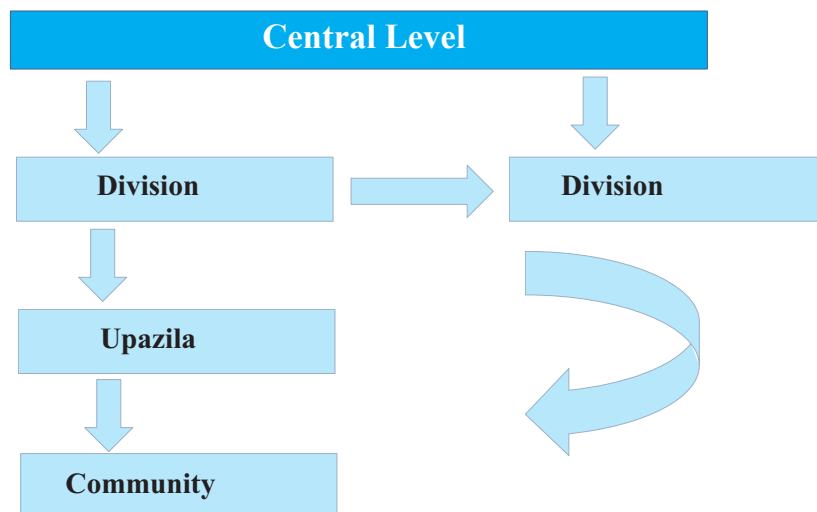 Central Level
Division
Division
Upazila
Community